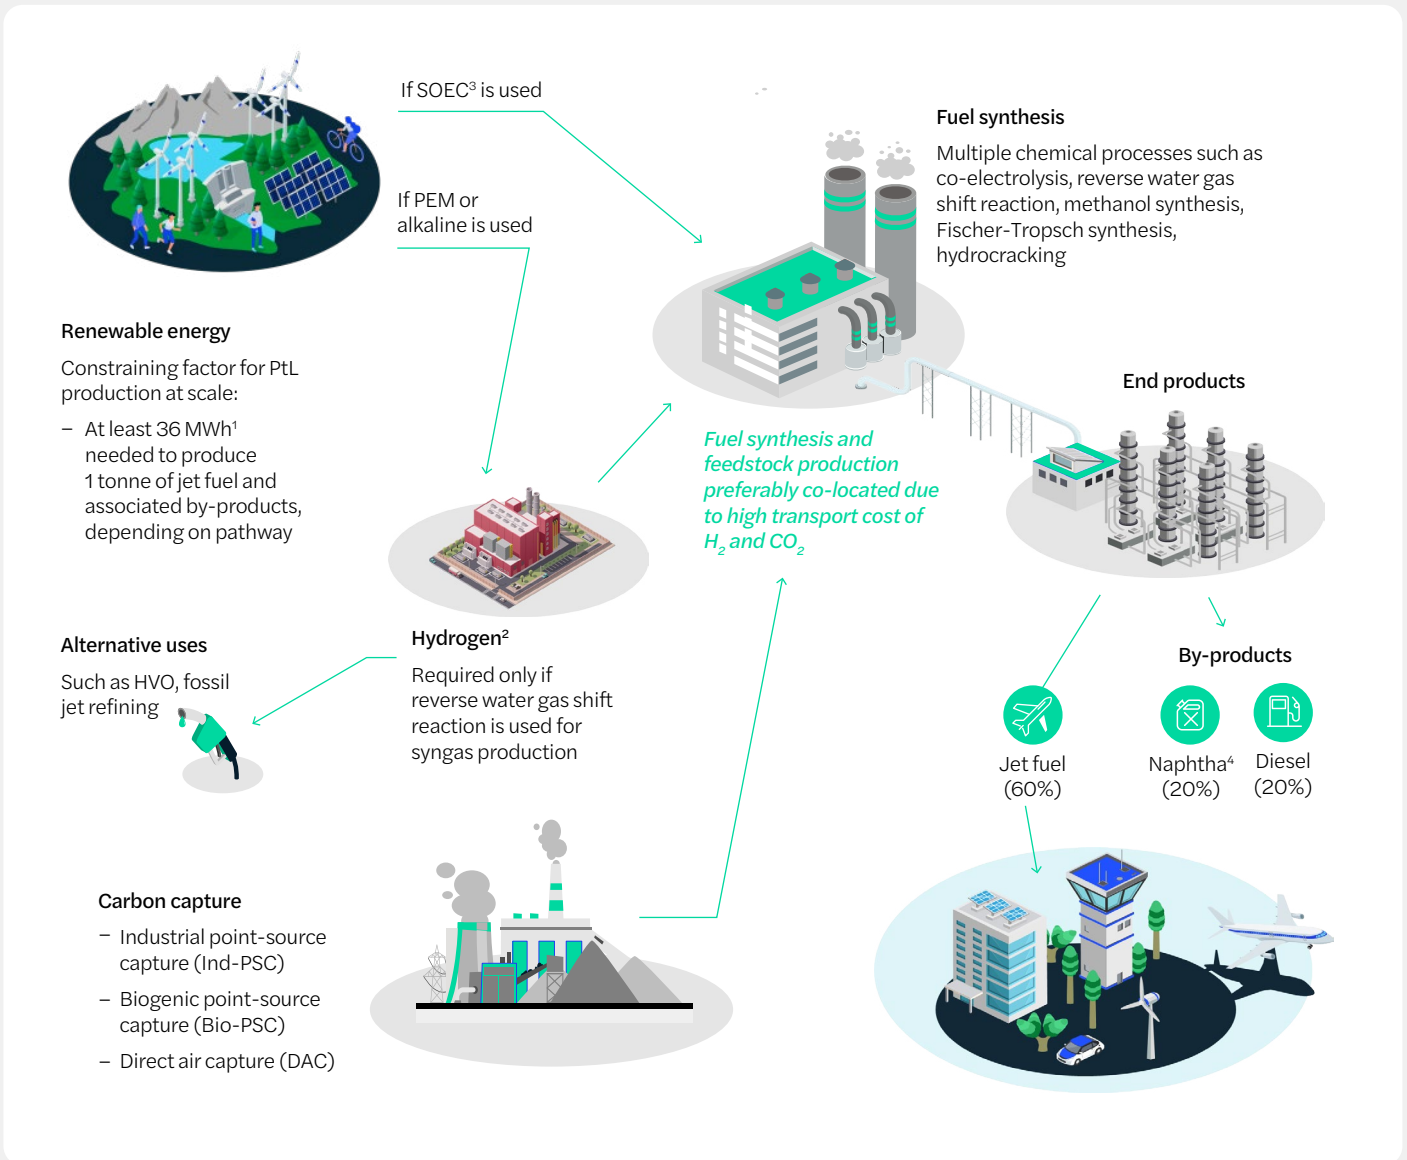 If SOEC³ is used
If PEM or
alkaline is used
Fuel synthesis
Multiple chemical processes such as
co-electrolysis, reverse water gas
shift reaction, methanol synthesis,
Fischer-Tropsch synthesis,
hydrocracking
Renewable energy
Constraining factor for PtL
production at scale:
– At least 36 MWh¹
needed to produce
1 tonne of jet fuel and
associated by-products,
depending on pathway
Fuel synthesis and
feedstock production
preferably co-located due
to high transport cost of
H₂ and CO₂
End products
Alternative uses
Such as HVO, fossil
jet refining
Hydrogen²
Required only if
reverse water gas shift
reaction is used for
syngas production
By-products
Jet fuel
(60%)
Naphtha⁴
(20%)
Diesel
(20%)
Carbon capture
– Industrial point-source
capture (Ind-PSC)
– Biogenic point-source
capture (Bio-PSC)
– Direct air capture (DAC)